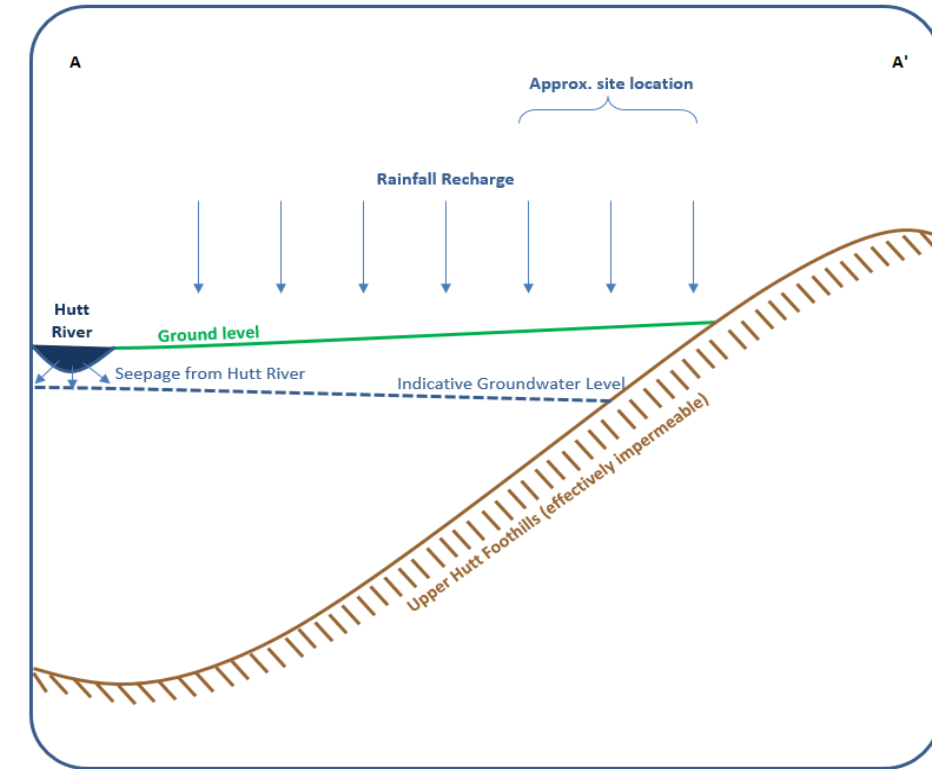 A
A'
Approx. site location
Rainfall Recharge
Hutt
River
Ground level
Seepage from Hutt River
Indicative Groundwater Level
Upper Hutt Foothills (effectively impermeable)